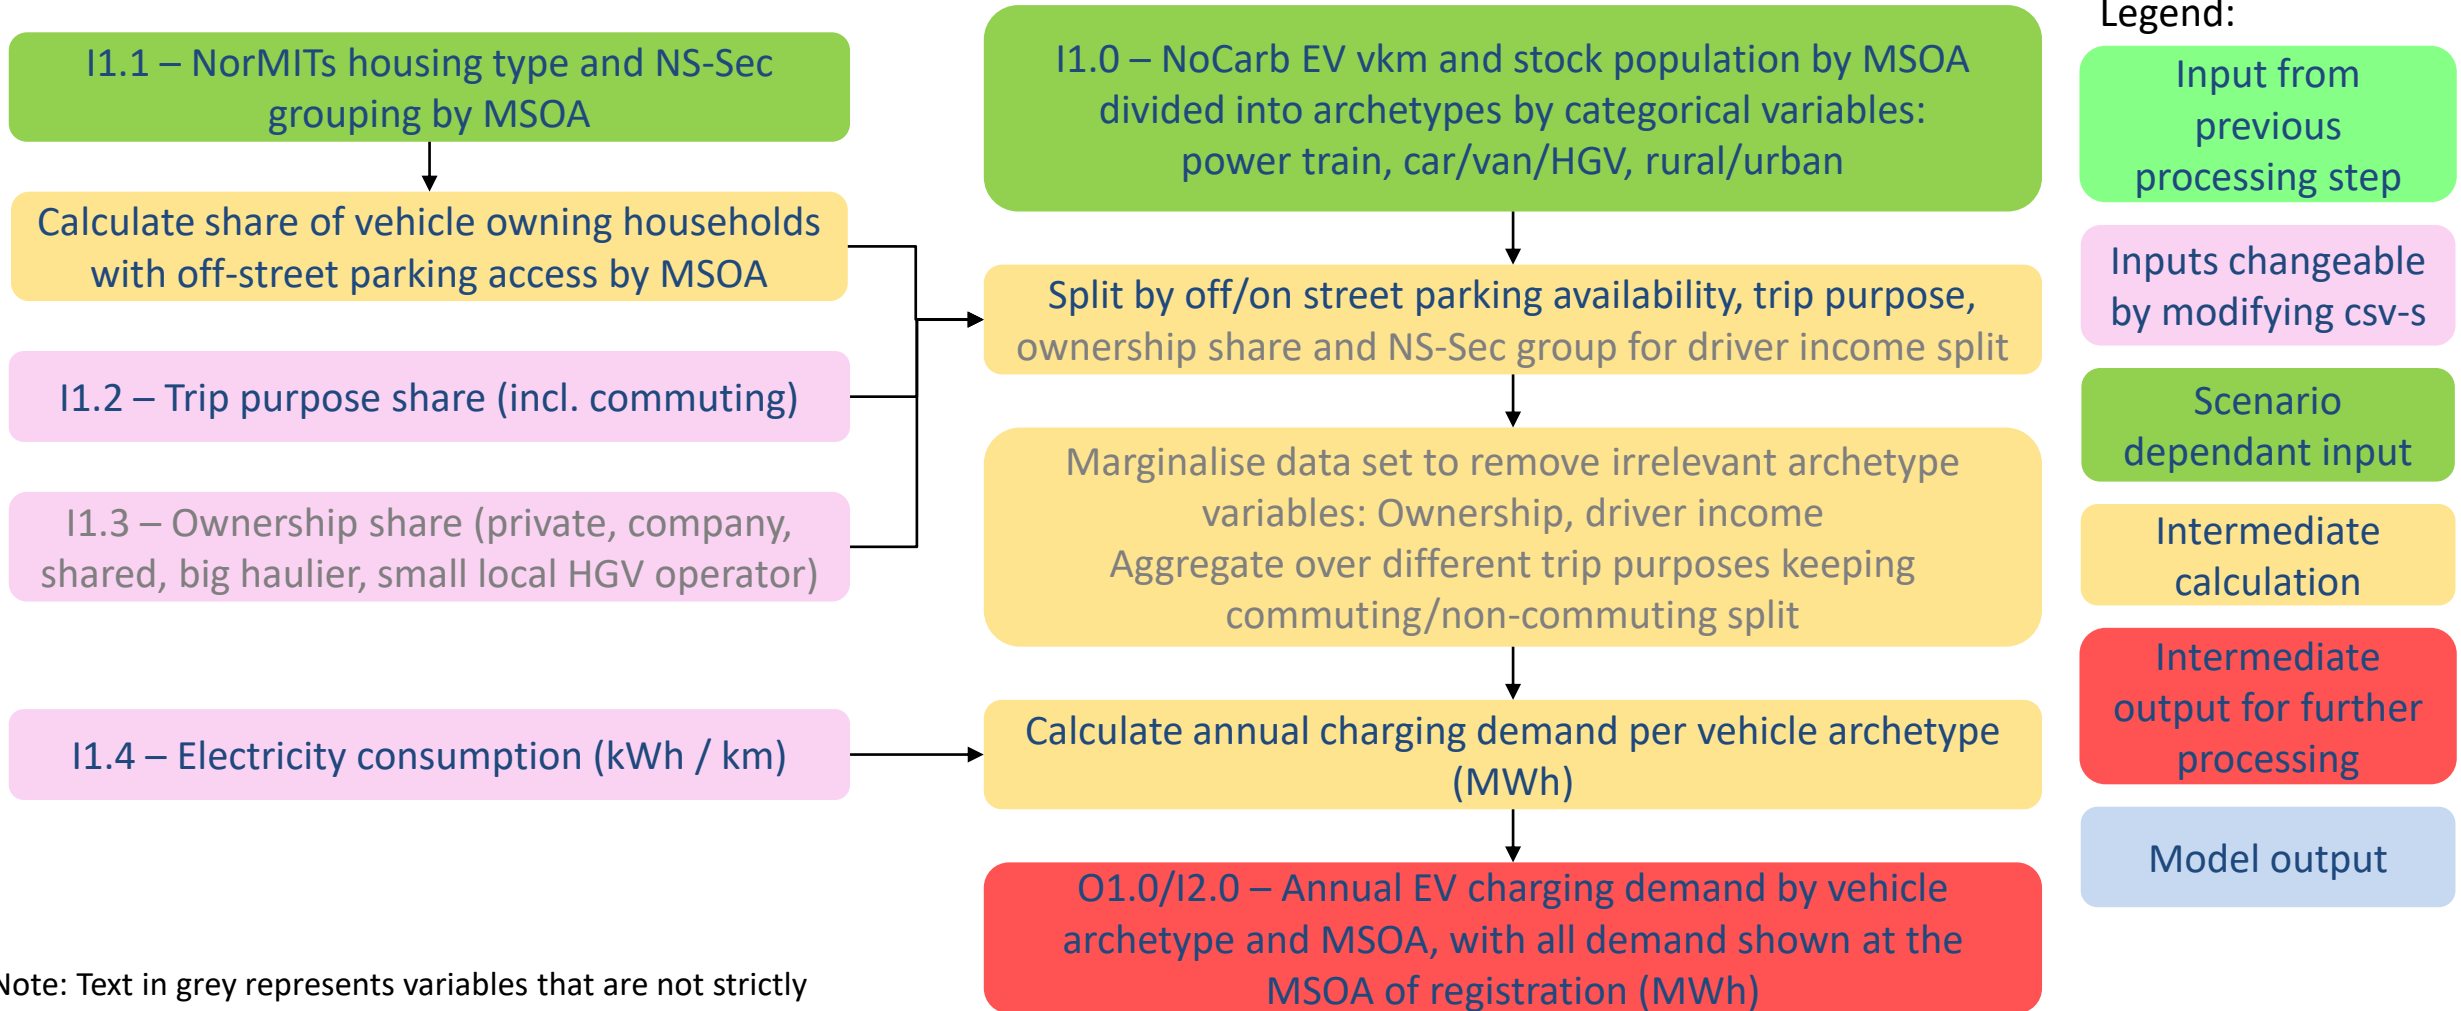 I1.1 – NorMITs housing type and NS-Sec
grouping by MSOA
Calculate share of vehicle owning households
with off-street parking access by MSOA
I1.2 – Trip purpose share (incl. commuting)
I1.3 – Ownership share (private, company,
shared, big haulier, small local HGV operator)
I1.4 – Electricity consumption (kWh / km)
Note: Text in grey represents variables that are not strictly
I1.0 – NoCarb EV vkm and stock population by MSOA
divided into archetypes by categorical variables:
power train, car/van/HGV, rural/urban
Split by off/on street parking availability, trip purpose,
ownership share and NS-Sec group for driver income split
Marginalise data set to remove irrelevant archetype
variables: Ownership, driver income
Aggregate over different trip purposes keeping
commuting/non-commuting split
Calculate annual charging demand per vehicle archetype
(MWh)
O1.0/I2.0 – Annual EV charging demand by vehicle
archetype and MSOA, with all demand shown at the
MSOA of registration (MWh)
Legend:
Input from
previous
processing step
Inputs changeable
by modifying csv-s
Scenario
dependant input
Intermediate
calculation
Intermediate
output for further
processing
Model output